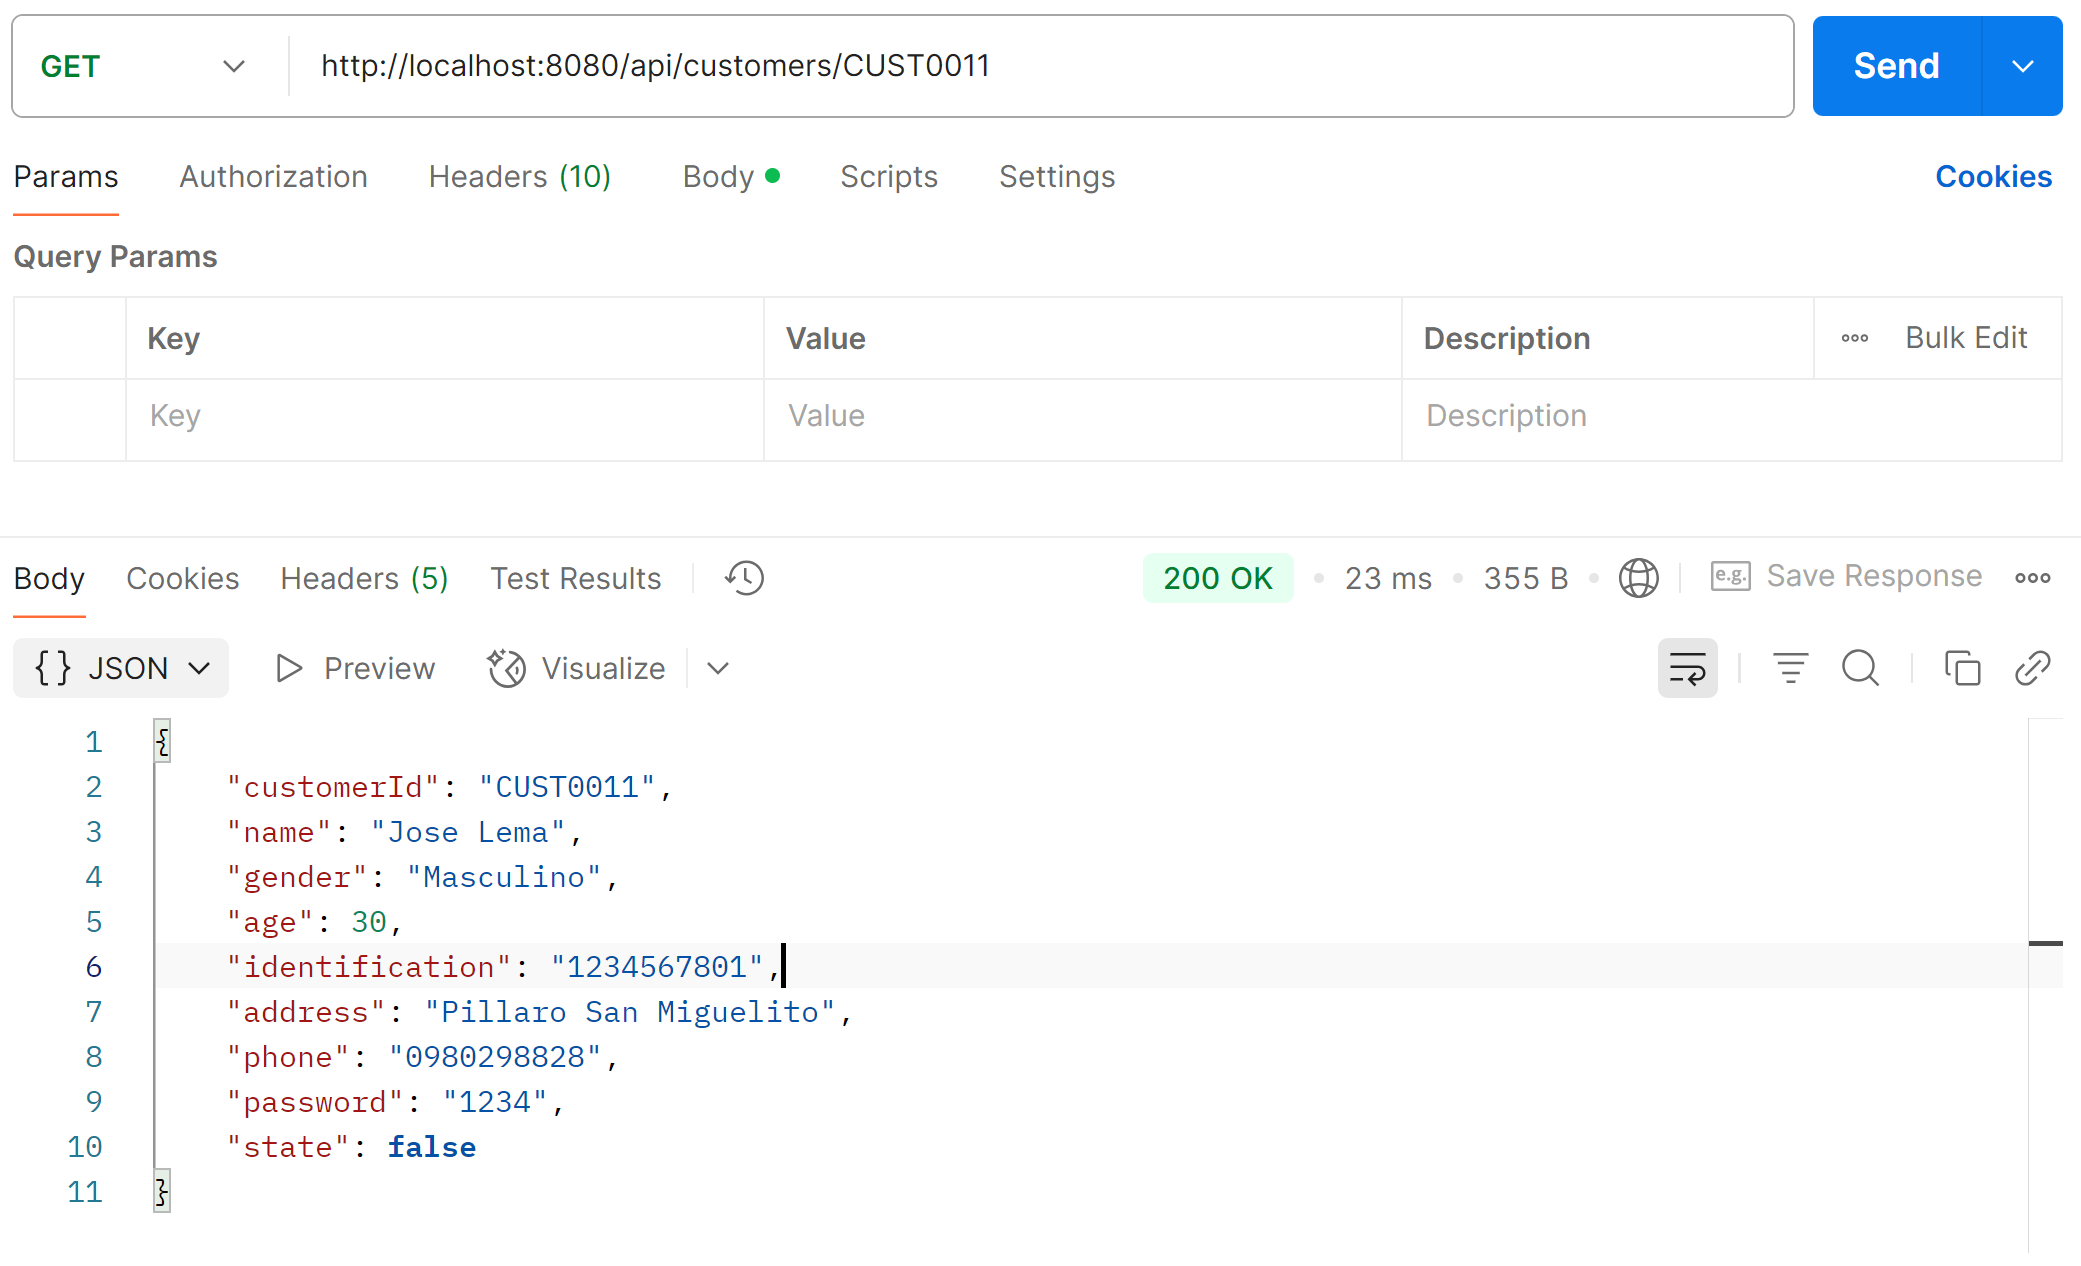 GET http://localhost:8080/api/customers/CUST0011 Send
Params Authorization Headers (10) Body Scripts Settings Cookies
Query Params
Key Value Description Bulk Edit
Key Value Description
Body Cookies Headers (5) Test Results 200 OK 23 ms 355 B e.g. Save Response
{} JSON Preview Visualize
1 {
2 "customerId": "CUST0011",
3 "name": "Jose Lema",
4 "gender": "Masculino",
5 "age": 30,
6 "identification": "1234567801",
7 "address": "Pillaro San Miguelito",
8 "phone": "0980298828",
9 "password": "1234",
10 "state": false
11 }